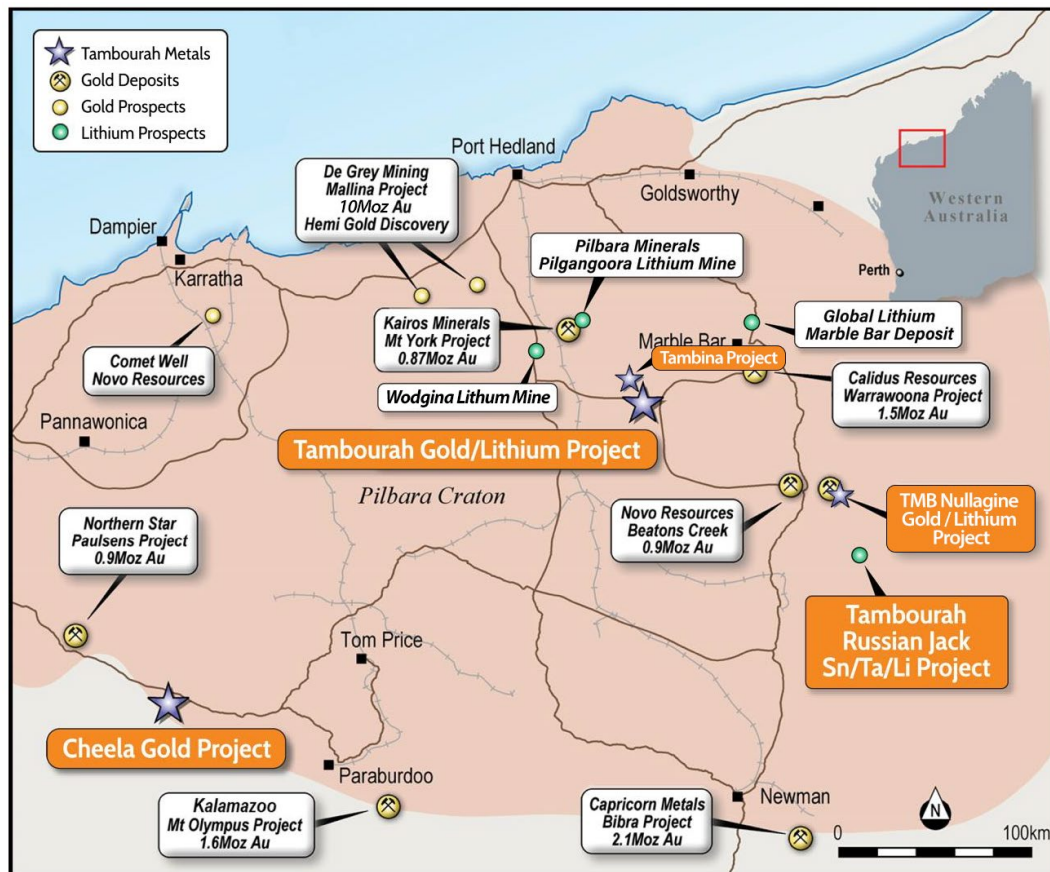 Tambourah Metals
Gold Deposits
Gold Prospects
Lithium Prospects
Port Hedland
De Grey Mining
Mallina Project
10Moz Au
Hemi Gold Discovery
Goldsworthy
Western
Australia
Perth
Dampier
Karratha
Pilbara Minerals
Pilgangoora Lithium Mine
Comet Well
Novo Resources
Kairos Minerals
Mt York Project
0.87Moz Au
Marble Bar
Global Lithium
Marble Bar Deposit
Tambina Project
Wodgina Lithum Mine
Calidus Resources
Warrawoona Project
1.5Moz Au
Pannawonica
Tambourah Gold/Lithium Project
Pilbara Craton
Novo Resources
Beatons Creek
0.9Moz Au
TMB Nullagine
Gold / Lithium
Project
Northern Star
Paulsens Project
0.9Moz Au
Tambourah
Russian Jack
Sn/Ta/Li Project
Tom Price
Cheela Gold Project
Paraburdoo
Kalamazoo
Mt Olympus Project
1.6Moz Au
Capricorn Metals
Bibra Project
2.1Moz Au
Newman
N
0 100km